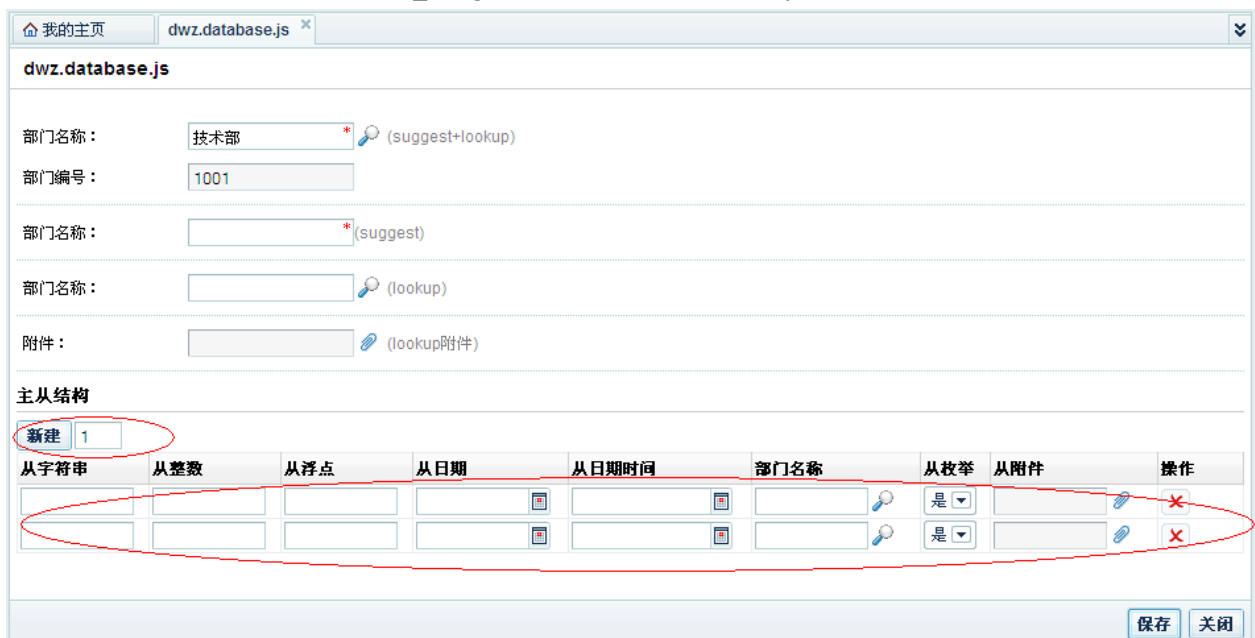 我的主页 dwz.database.js ×
dwz.database.js
部门名称： 技术部 * (suggest+lookup)
部门编号： 1001
部门名称： * (suggest)
部门名称： (lookup)
附件： (lookup附件)
主从结构
新建 1
从字符串 从整数 从浮点 从日期 从日期时间 部门名称 从枚举 从附件 操作
是
是
保存 关闭